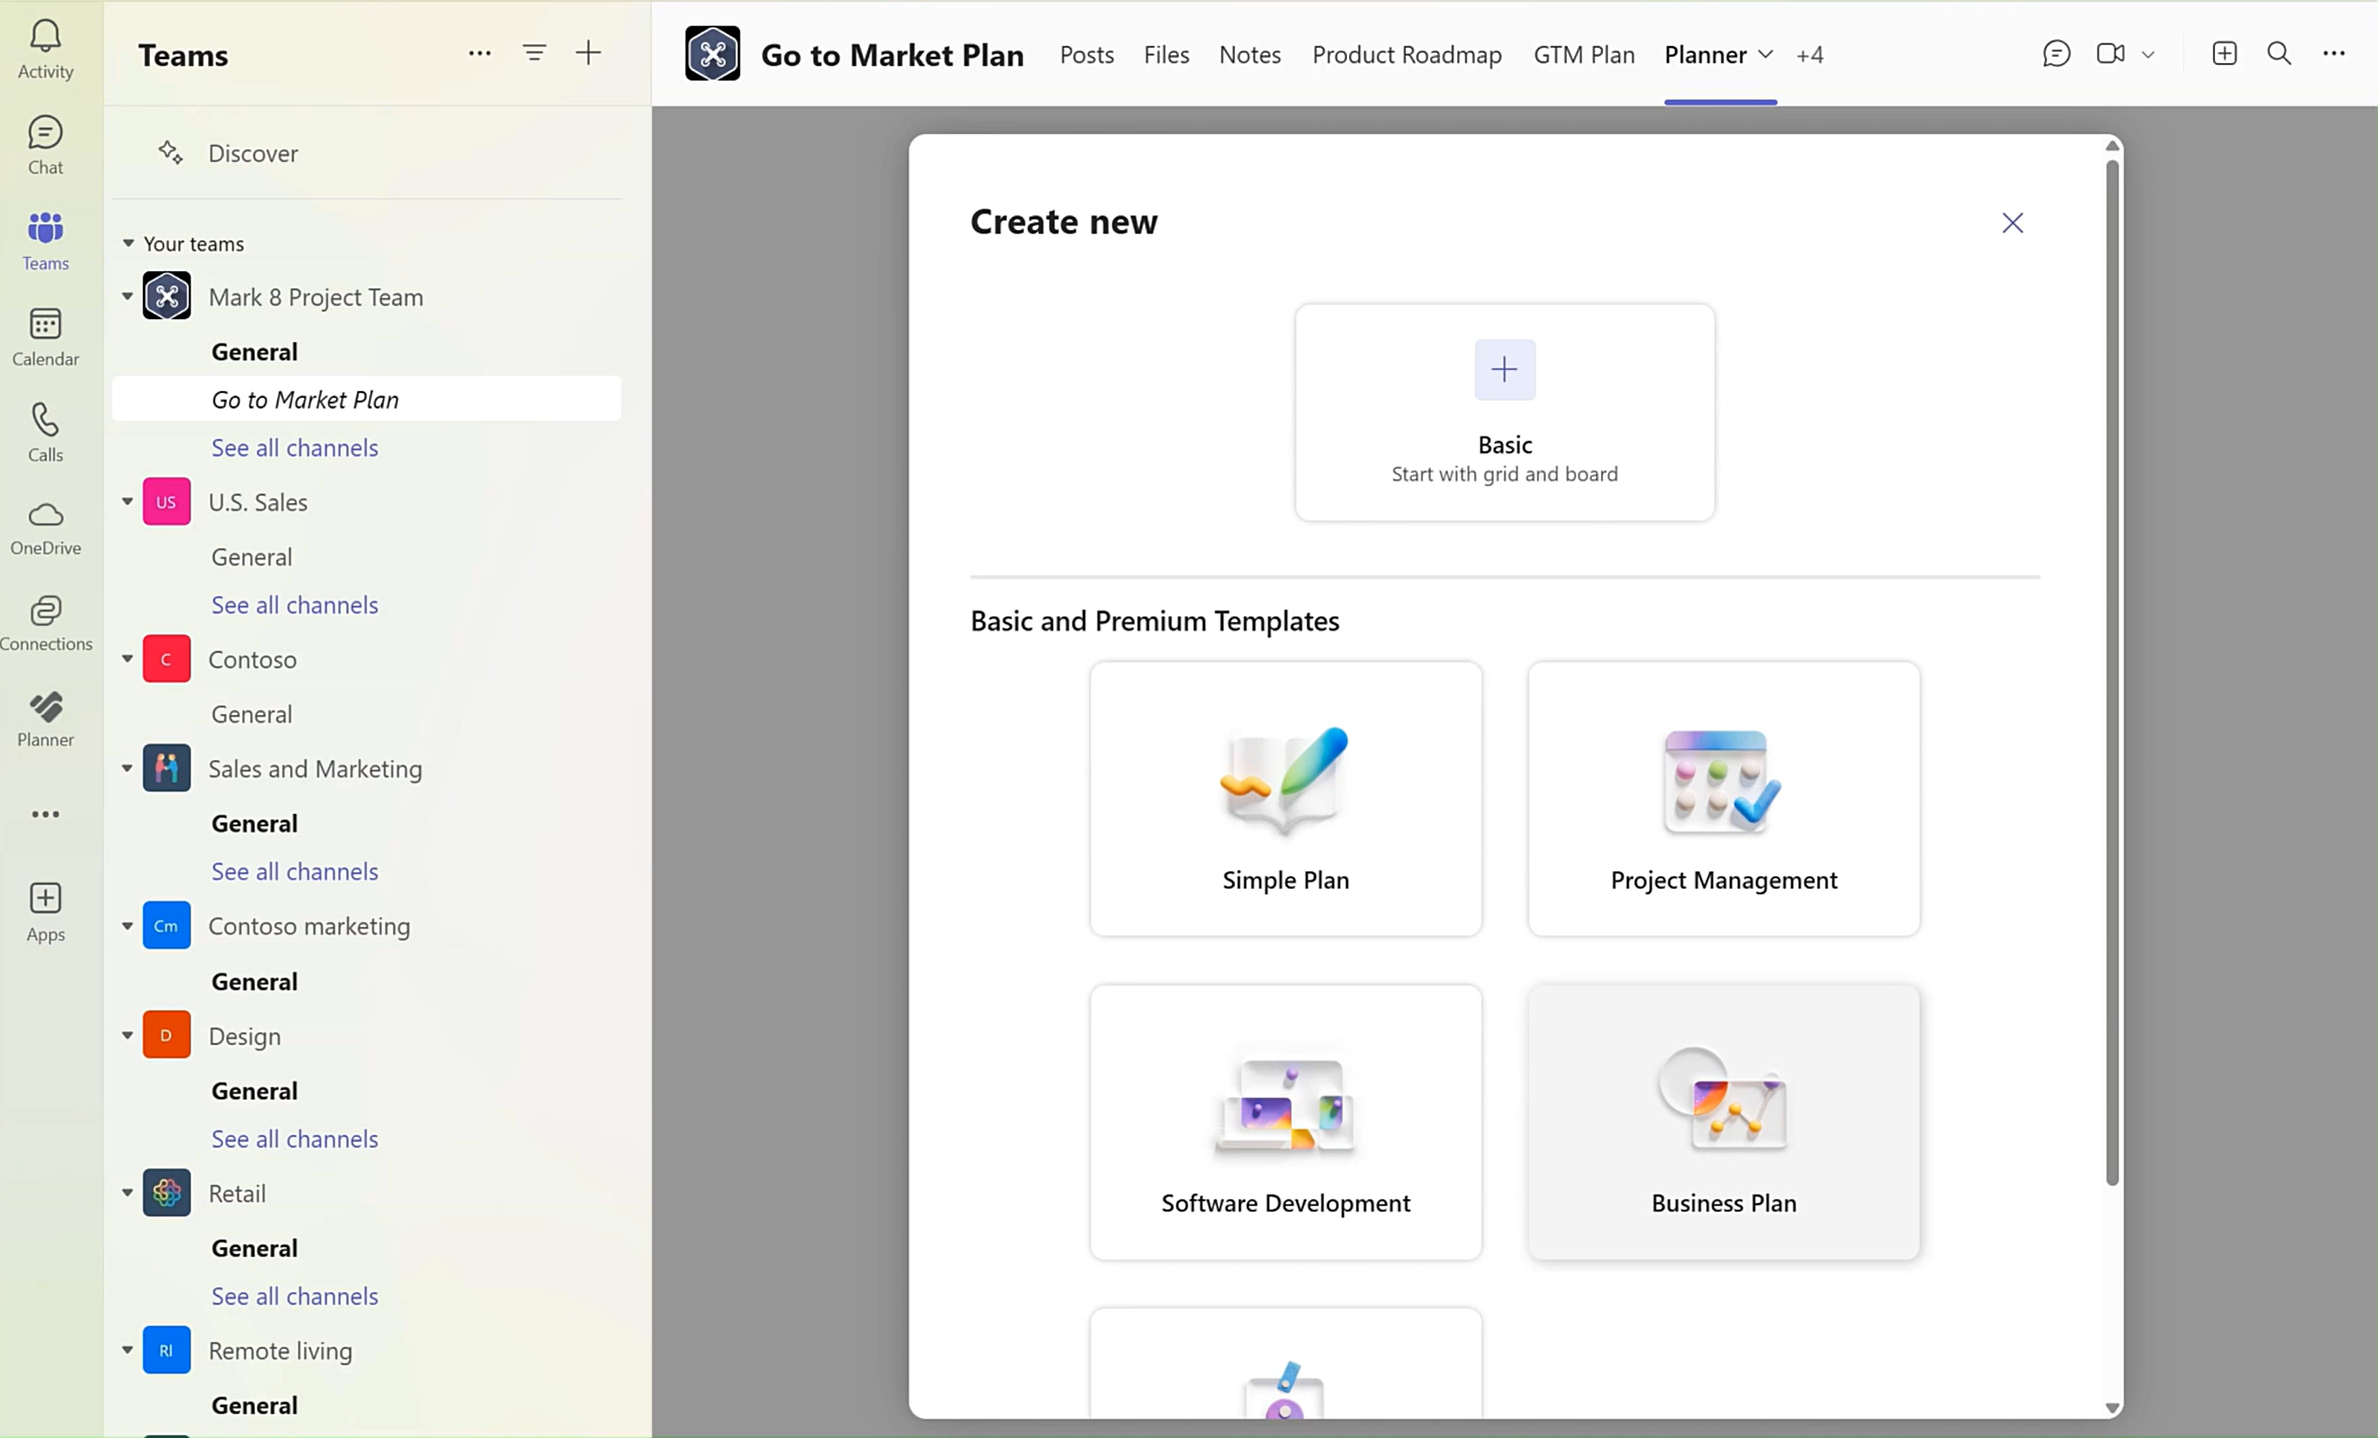 Activity
Chat
Teams
Calendar
Calls
OneDrive
Connections
Planner
Apps
Teams
Discover
Your teams
Mark 8 Project Team
General
Go to Market Plan
See all channels
US U.S. Sales
General
See all channels
C Contoso
General
Sales and Marketing
General
See all channels
Cm Contoso marketing
General
D Design
General
See all channels
Retail
General
See all channels
Rl Remote living
General
Go to Market Plan Posts Files Notes Product Roadmap GTM Plan Planner +4
Create new
Basic
Start with grid and board
Basic and Premium Templates
Simple Plan
Project Management
Software Development
Business Plan